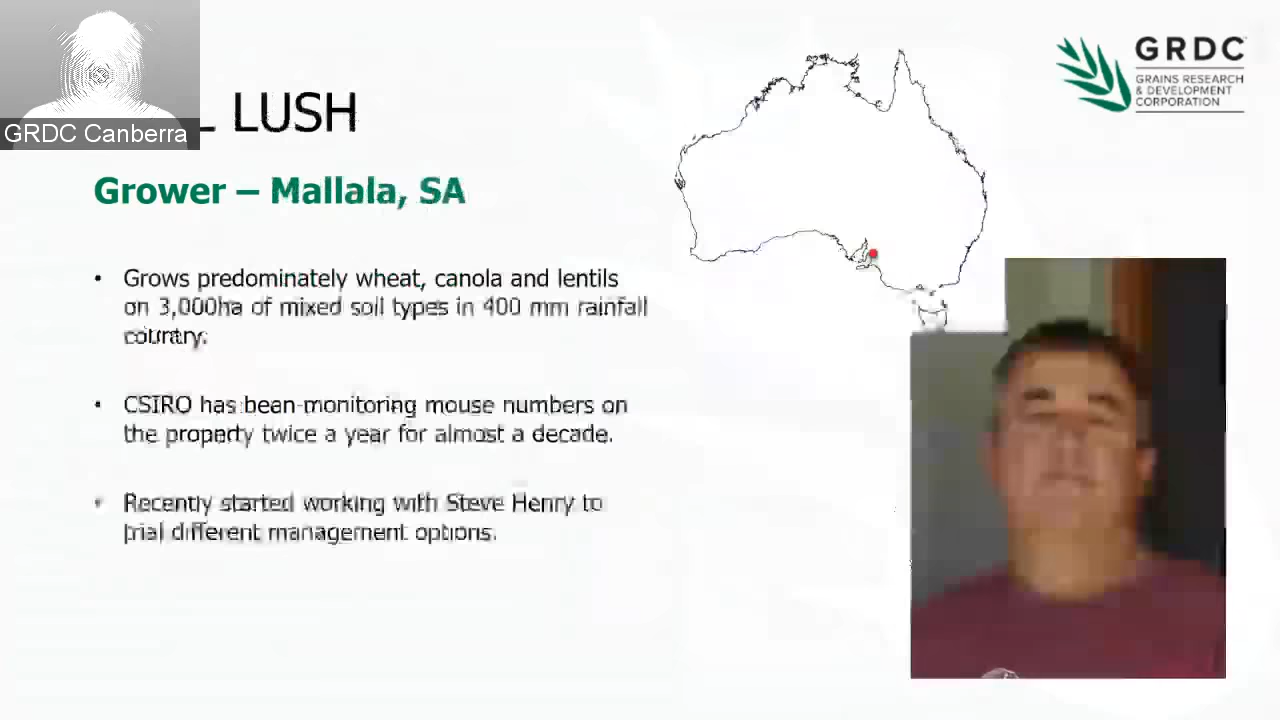 GRDC Canberra
LUSH
Grower – Mallala, SA
• Grows predominately wheat, canola and lentils
on 3,000ha of mixed soil types in 400 mm rainfall
country.
• CSIRO has been monitoring mouse numbers on
the property twice a year for almost a decade.
• Recently started working with Steve Henry to
trial different management options.
GRDC
GRAINS RESEARCH
& DEVELOPMENT
CORPORATION